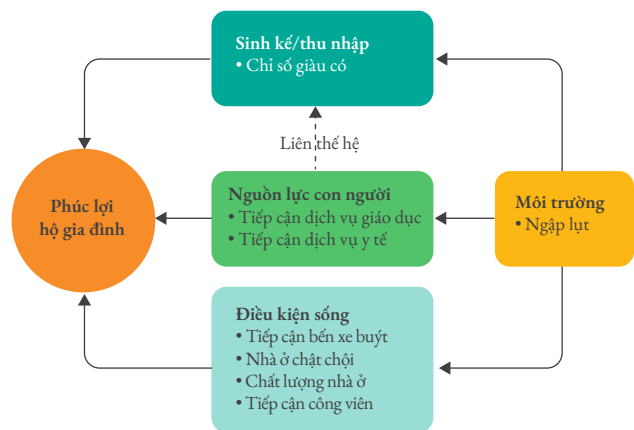 Sinh kế/thu nhập
• Chỉ số giàu có
Liên thế hệ
Phúc lợi
hộ gia đình
Nguồn lực con người
• Tiếp cận dịch vụ giáo dục
• Tiếp cận dịch vụ y tế
Môi trường
• Ngập lụt
Điều kiện sống
• Tiếp cận bến xe buýt
• Nhà ở chật chội
• Chất lượng nhà ở
• Tiếp cận công viên